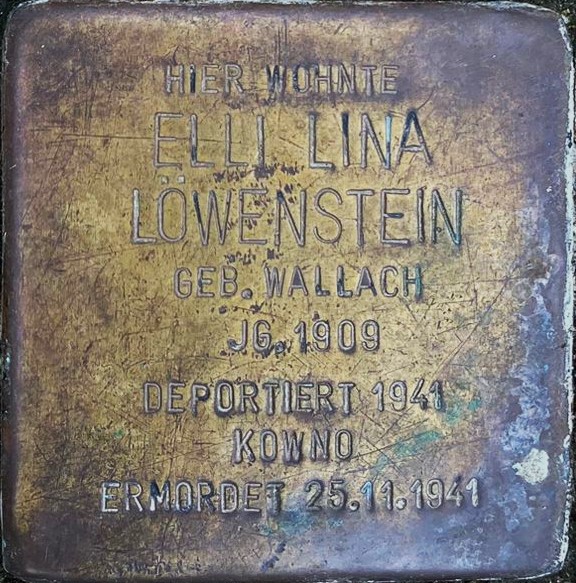 HIER WOHNTE
ELLI LINA
LÖWENSTEIN
GEB. WALLACH
JG. 1909
DEPORTIERT 1941
KOWNO
ERMORDET 25.11.1941